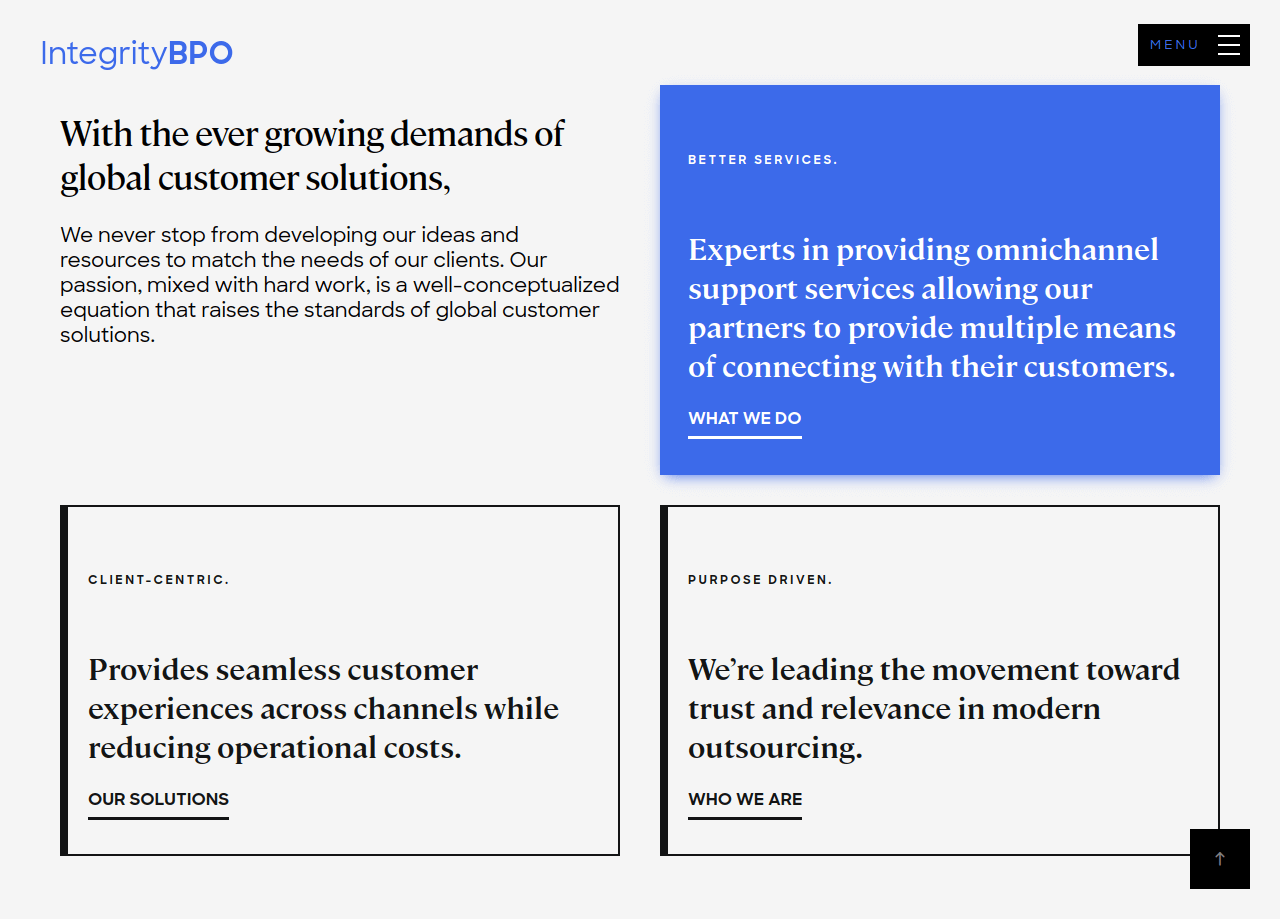 IntegrityBPO
MENU
With the ever growing demands of
global customer solutions,
We never stop from developing our ideas and
resources to match the needs of our clients. Our
passion, mixed with hard work, is a well-conceptualized
equation that raises the standards of global customer
solutions.
BETTER SERVICES.
Experts in providing omnichannel
support services allowing our
partners to provide multiple means
of connecting with their customers.
WHAT WE DO
CLIENT-CENTRIC.
Provides seamless customer
experiences across channels while
reducing operational costs.
OUR SOLUTIONS
PURPOSE DRIVEN.
We’re leading the movement toward
trust and relevance in modern
outsourcing.
WHO WE ARE
↑